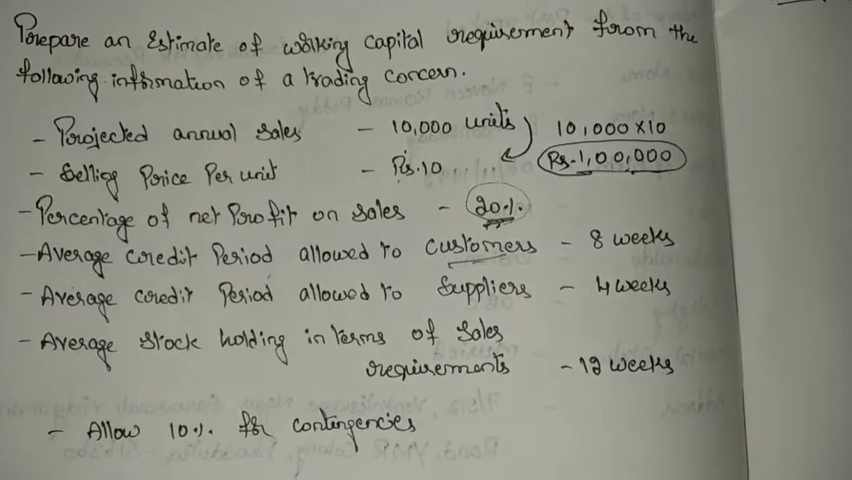 Prepare an Estimate of working capital requirement from the
following information of a trading concern.
- Projected annual sales - 10,000 units 10,000 x 10
- Selling Price Per unit - Rs.10 Rs.1,00,000
- Percentage of net Profit on sales - 20%.
- Average credit Period allowed to customers - 8 weeks
- Average credit Period allowed to suppliers - 4 weeks
- Average stock holding in terms of sales
requirements - 12 weeks
- Allow 10% for contingencies